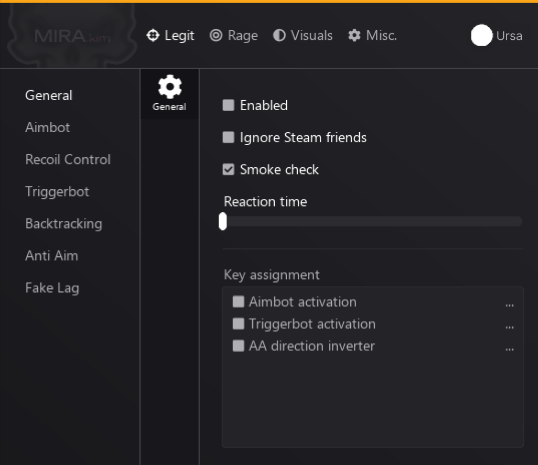 MIRA
Legit
Rage
Visuals
Misc.
Ursa
General
Aimbot
Recoil Control
Triggerbot
Backtracking
Anti Aim
Fake Lag
General
Enabled
Ignore Steam friends
Smoke check
Reaction time
Key assignment
Aimbot activation ...
Triggerbot activation ...
AA direction inverter ...